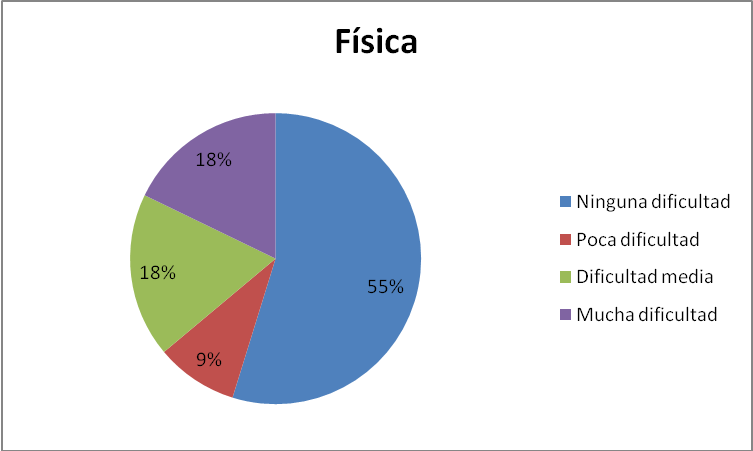 Física
18%
18%
9%
55%
Ninguna dificultad
Poca dificultad
Dificultad media
Mucha dificultad